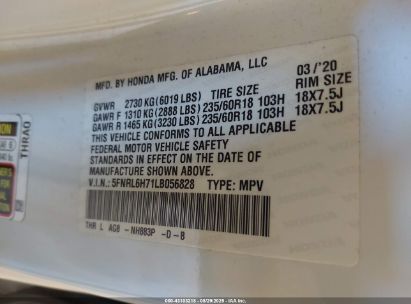 MFD. BY HONDA MFG. OF ALABAMA, LLC
03/'20
GVWR 2730 KG (6019 LBS) TIRE SIZE RIM SIZE
GAWR F 1310 KG (2888 LBS) 235/60R18 103H 18X7.5J
GAWR R 1465 KG (3230 LBS) 235/60R18 103H 18X7.5J
THIS VEHICLE CONFORMS TO ALL APPLICABLE
FEDERAL MOTOR VEHICLE SAFETY
STANDARDS IN EFFECT ON THE DATE OF
MANUFACTURE SHOWN ABOVE.
V.I.N.: 5FNRL6H71LB056828 TYPE: MPV
THR L AG8 - NH883P -D-8
THRAO